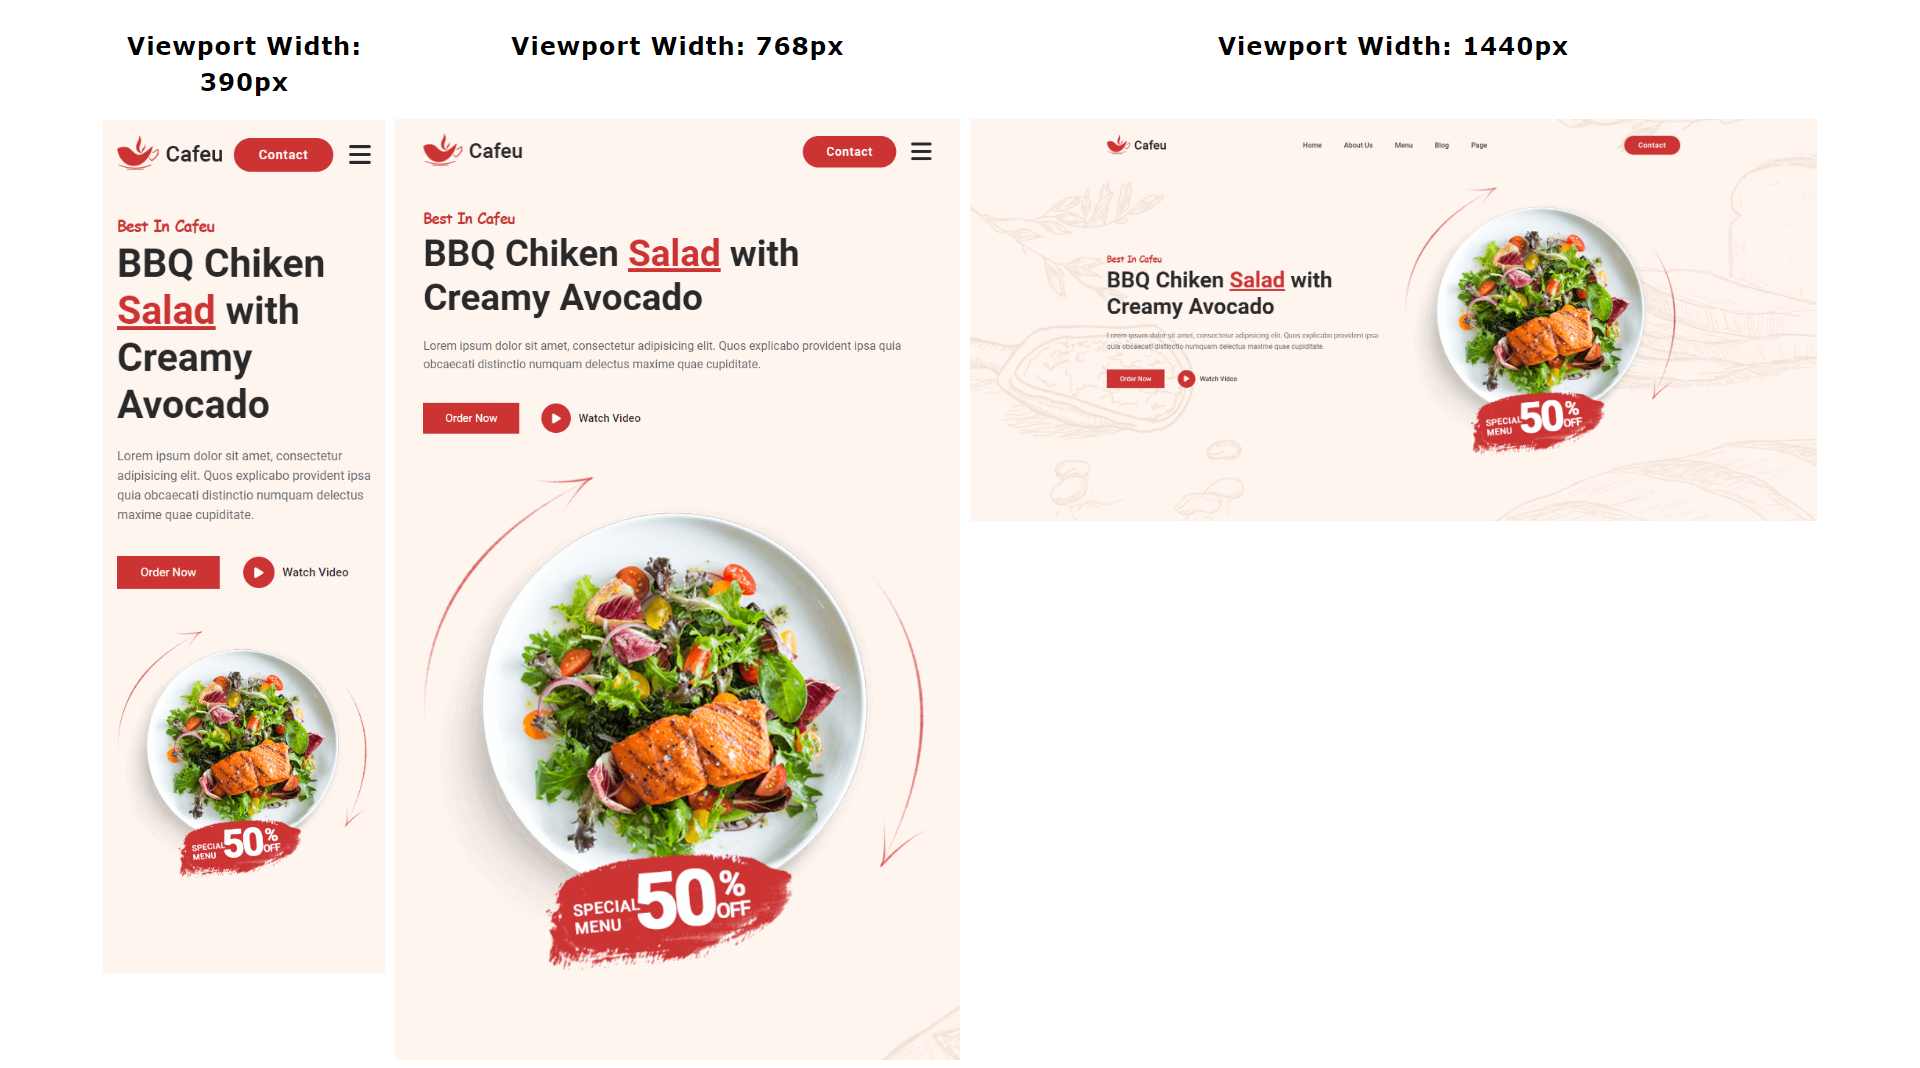 Viewport Width:
390px
Cafeu
Contact
Best In Cafeu
BBQ Chiken
Salad with
Creamy
Avocado
Lorem ipsum dolor sit amet, consectetur
adipisicing elit. Quos explicabo provident ipsa
quia obcaecati distinctio numquam delectus
maxime quae cupiditate.
Order Now
Watch Video
SPECIAL
MENU
50%
OFF
Viewport Width: 768px
Cafeu
Contact
Best In Cafeu
BBQ Chiken Salad with
Creamy Avocado
Lorem ipsum dolor sit amet, consectetur adipisicing elit. Quos explicabo provident ipsa quia
obcaecati distinctio numquam delectus maxime quae cupiditate.
Order Now
Watch Video
SPECIAL
MENU
50%
OFF
Viewport Width: 1440px
Cafeu
Home About Us Menu Blog Page
Contact
Best In Cafeu
BBQ Chiken Salad with
Creamy Avocado
Lorem ipsum dolor sit amet, consectetur adipisicing elit. Quos explicabo provident ipsa
quia obcaecati distinctio numquam delectus maxime quae cupiditate.
Order Now
Watch Video
SPECIAL
MENU
50%
OFF